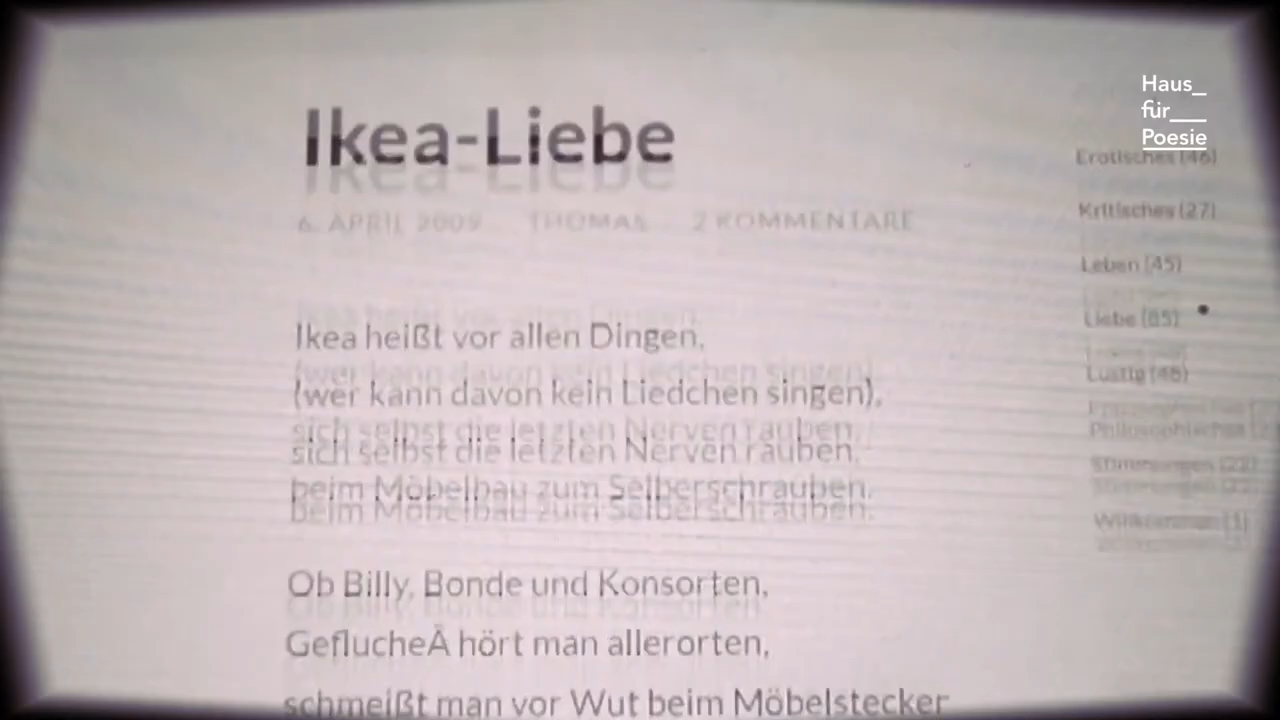 Haus_
für___
Poesie
Ikea-Liebe
6. APRIL 2009 THOMAS 2 KOMMENTARE
Erotisches (46)
Kritisches (27)
Leben (45)
Liebe (85)
Lustig (48)
Philosophisches
Stimmungen (22)
Willkommen (1)
Ikea heißt vor allen Dingen,
(wer kann davon kein Liedchen singen),
sich selbst die letzten Nerven rauben,
beim Möbelbau zum Selberschrauben.
Ob Billy, Bonde und Konsorten,
GeflucheÂ hört man allerorten,
schmeißt man vor Wut beim Möbelstecker